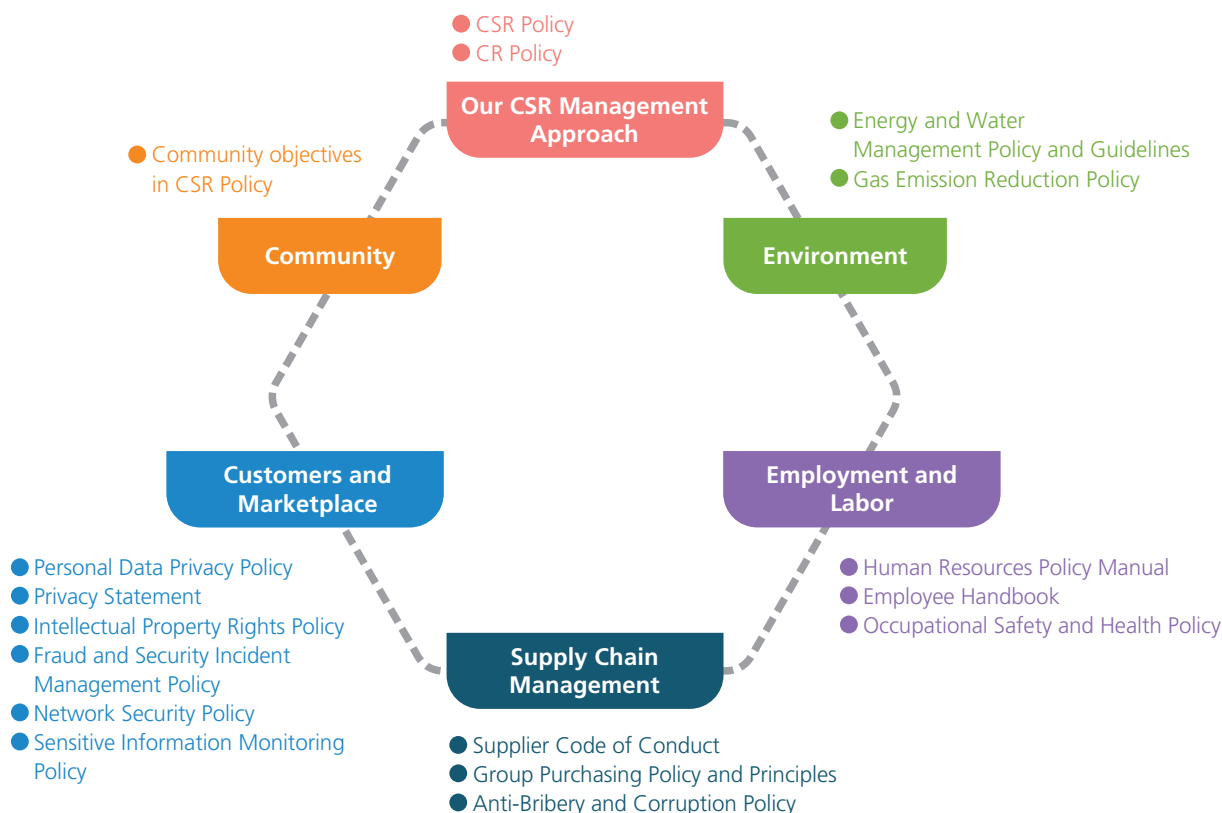 CSR Policy
CR Policy
Our CSR Management
Approach
Energy and Water
Management Policy and Guidelines
Gas Emission Reduction Policy
Community objectives
in CSR Policy
Community
Environment
Customers and
Marketplace
Employment and
Labor
Personal Data Privacy Policy
Privacy Statement
Intellectual Property Rights Policy
Fraud and Security Incident
Management Policy
Network Security Policy
Sensitive Information Monitoring
Policy
Human Resources Policy Manual
Employee Handbook
Occupational Safety and Health Policy
Supply Chain
Management
Supplier Code of Conduct
Group Purchasing Policy and Principles
Anti-Bribery and Corruption Policy